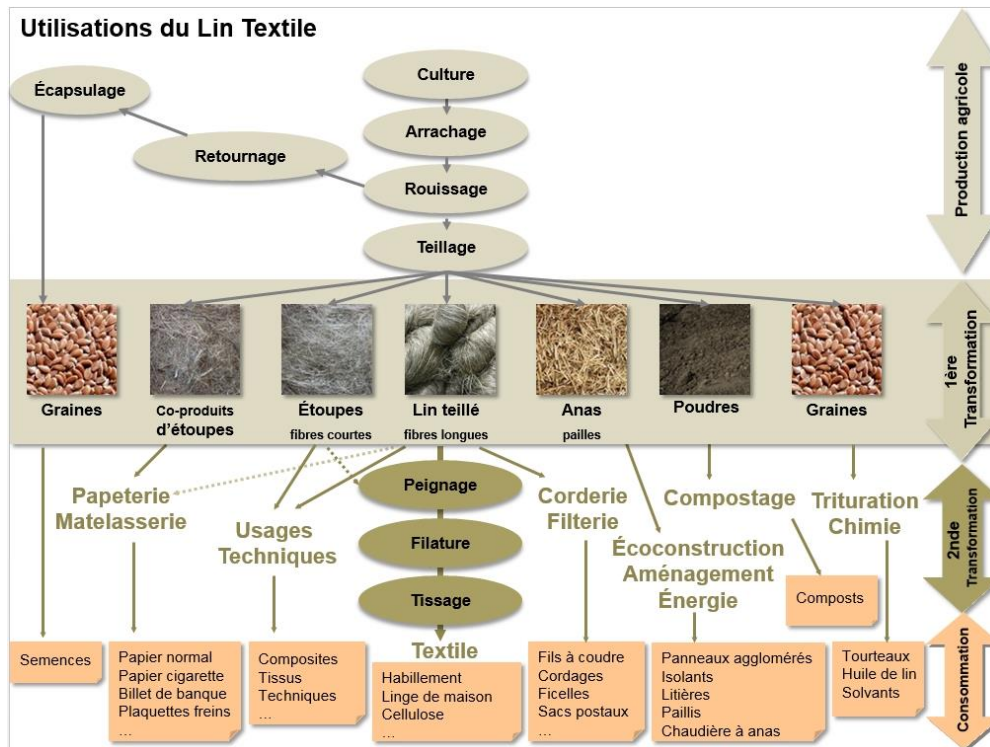 Utilisations du Lin Textile
Culture
Écapsulage
Arrachage
Retournage
Rouissage
Teillage
Production agricole
Graines
Co-produits
d'étoupes
Étoupes
fibres courtes
Lin teillé
fibres longues
Anas
pailles
Poudres
Graines
1ère
Transformation
Papeterie
Matelasserie
Usages
Techniques
Peignage
Filature
Tissage
Textile
Corderie
Filterie
Écoconstruction
Aménagement
Énergie
Compostage
Trituration
Chimie
Composts
2nde
Transformation
Semences
Papier normal
Papier cigarette
Billet de banque
Plaquettes freins
…
Composites
Tissus
Techniques
…
Habillement
Linge de maison
Cellulose
…
Fils à coudre
Cordages
Ficelles
Sacs postaux
…
Panneaux agglomérés
Isolants
Litières
Paillis
Chaudière à anas
Tourteaux
Huile de lin
Solvants
Consommation